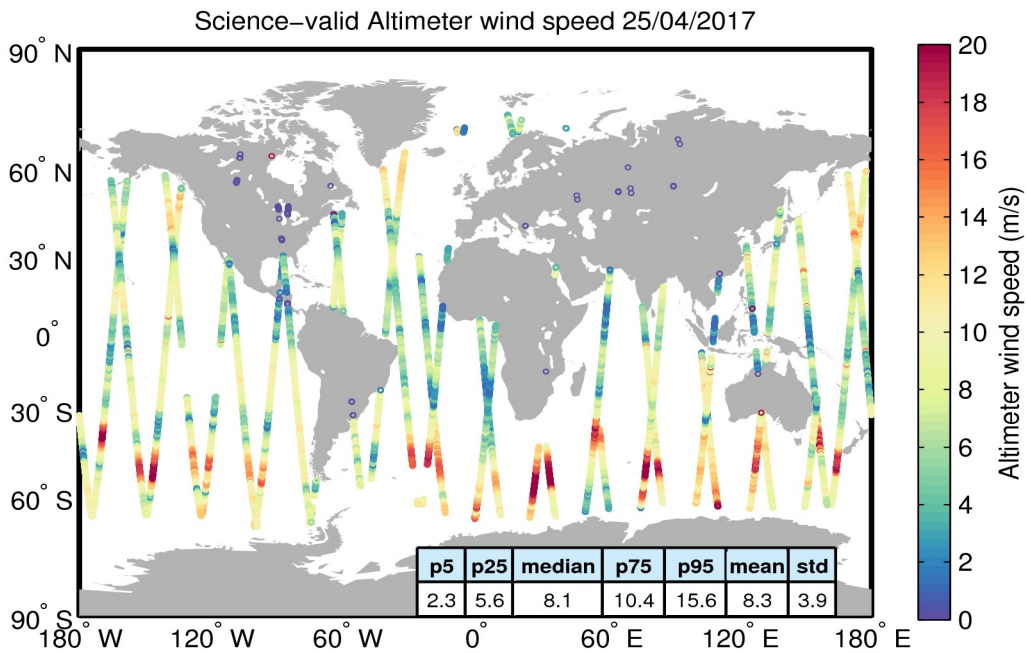 Science−valid Altimeter wind speed 25/04/2017
90° N
60° N
30° N
0°
30° S
60° S
90° S
180° W
120° W
60° W
0°
60° E
120° E
180° E
20
18
16
14
12
10
8
6
4
2
0
Altimeter wind speed (m/s)
p5 p25 median p75 p95 mean std
2.3 5.6 8.1 10.4 15.6 8.3 3.9